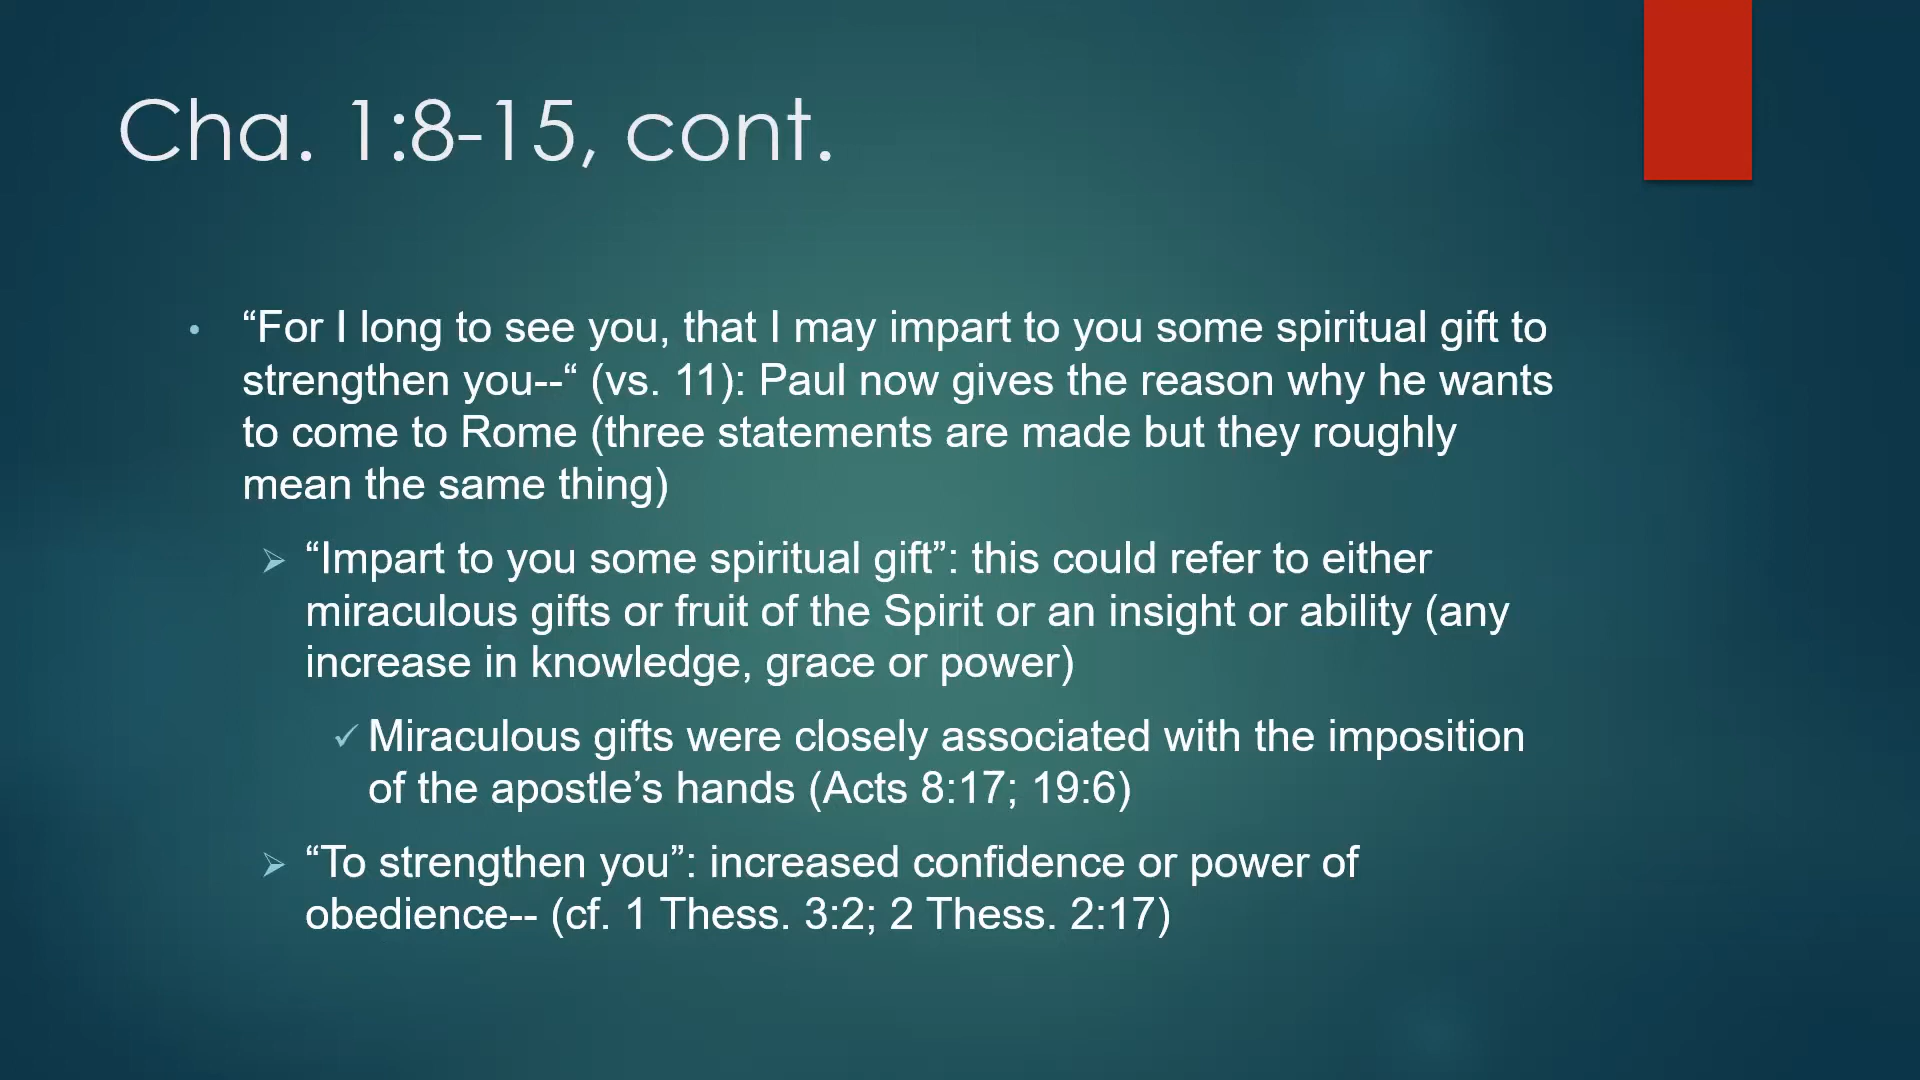 Cha. 1:8-15, cont.
• “For I long to see you, that I may impart to you some spiritual gift to
strengthen you--“ (vs. 11): Paul now gives the reason why he wants
to come to Rome (three statements are made but they roughly
mean the same thing)
➢ “Impart to you some spiritual gift”: this could refer to either
miraculous gifts or fruit of the Spirit or an insight or ability (any
increase in knowledge, grace or power)
✓ Miraculous gifts were closely associated with the imposition
of the apostle’s hands (Acts 8:17; 19:6)
➢ “To strengthen you”: increased confidence or power of
obedience-- (cf. 1 Thess. 3:2; 2 Thess. 2:17)